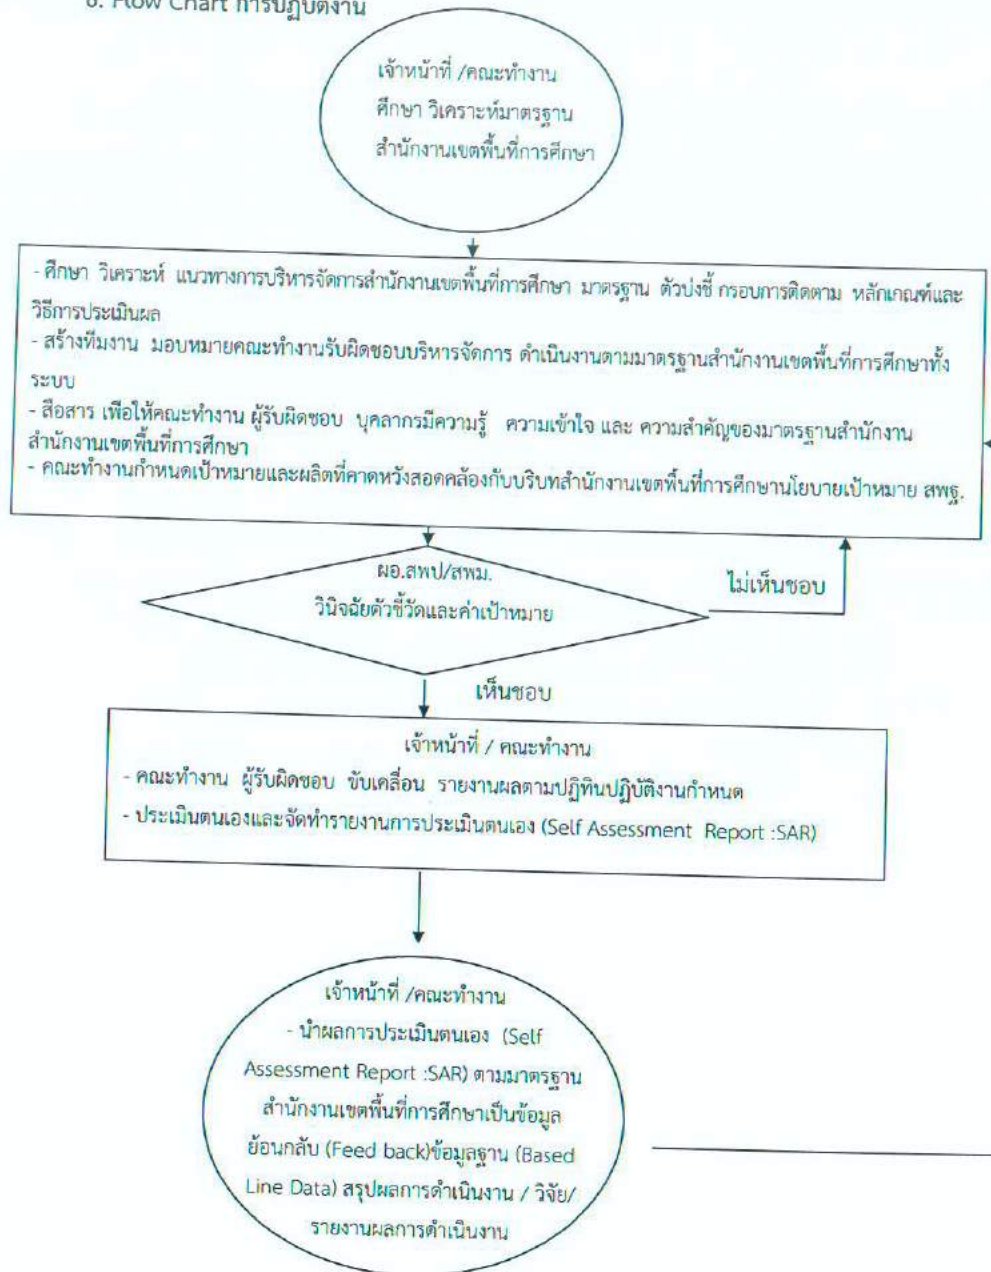 6. Flow Chart การปฏิบัติงาน
เจ้าหน้าที่ /คณะทำงาน
ศึกษา วิเคราะห์มาตรฐาน
สำนักงานเขตพื้นที่การศึกษา
- ศึกษา วิเคราะห์ แนวทางการบริหารจัดการสำนักงานเขตพื้นที่การศึกษา มาตรฐาน ตัวบ่งชี้ กรอบการติดตาม หลักเกณฑ์และ
วิธีการประเมินผล
- สร้างทีมงาน มอบหมายคณะทำงานรับผิดชอบบริหารจัดการ ดำเนินงานตามมาตรฐานสำนักงานเขตพื้นที่การศึกษาทั้ง
ระบบ
- สื่อสาร เพื่อให้คณะทำงาน ผู้รับผิดชอบ บุคลากรมีความรู้ ความเข้าใจ และ ความสำคัญของมาตรฐานสำนักงาน
สำนักงานเขตพื้นที่การศึกษา
- คณะทำงานกำหนดเป้าหมายและผลิตที่คาดหวังสอดคล้องกับบริบทสำนักงานเขตพื้นที่การศึกษานโยบายเป้าหมาย สพฐ.
ผอ.สพป/สพม.
วินิจฉัยตัวชี้วัดและค่าเป้าหมาย
ไม่เห็นชอบ
เห็นชอบ
เจ้าหน้าที่ / คณะทำงาน
- คณะทำงาน ผู้รับผิดชอบ ขับเคลื่อน รายงานผลตามปฏิทินปฏิบัติงานกำหนด
- ประเมินตนเองและจัดทำรายงานการประเมินตนเอง (Self Assessment Report :SAR)
เจ้าหน้าที่ /คณะทำงาน
- นำผลการประเมินตนเอง (Self
Assessment Report :SAR) ตามมาตรฐาน
สำนักงานเขตพื้นที่การศึกษาเป็นข้อมูล
ย้อนกลับ (Feed back)ข้อมูลฐาน (Based
Line Data) สรุปผลการดำเนินงาน / วิจัย/
รายงานผลการดำเนินงาน